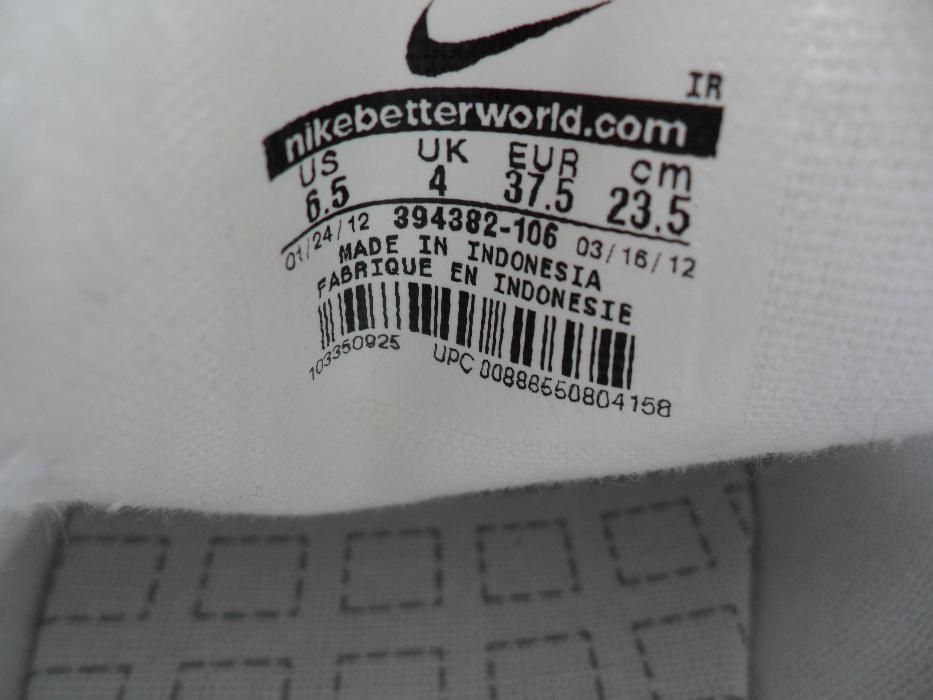 IR
nikebetterworld.com
US UK EUR cm
6.5 4 37.5 23.5
01/24/12 394382-106 03/16/12
MADE IN INDONESIA
FABRIQUE EN INDONESIE
103350925 UPC 00886550804158